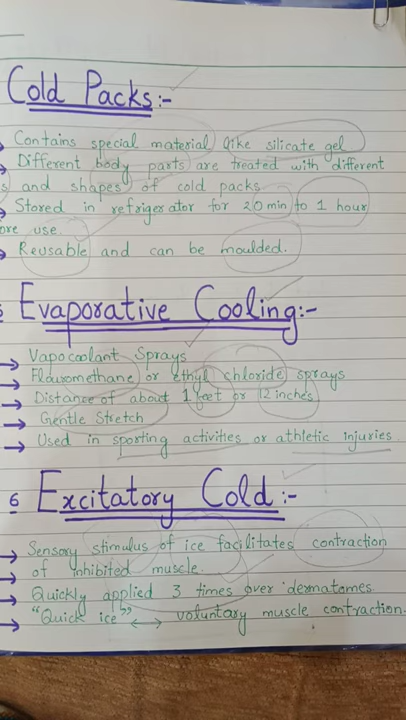 Cold Packs:-
→ Contains special material like silicate gel
→ Different body parts are treated with different
s and shapes of cold packs
→ Stored in refrigerator for 20 min to 1 hour
ore use.
→ Reusable and can be moulded.
Evaporative Cooling:-
→ Vapocoolant Sprays
→ Flouromethane or ethyl chloride sprays
→ Distance of about 1 feet or 12 inches
→ Gentle Stretch
→ Used in sporting activities or athletic injuries
6 Excitatory Cold:-
→ Sensory stimulus of ice facilitates contraction
→ of inhibited muscle.
→ Quickly applied 3 times over dermatomes
→ "Quick ice" ↔ voluntary muscle contraction.